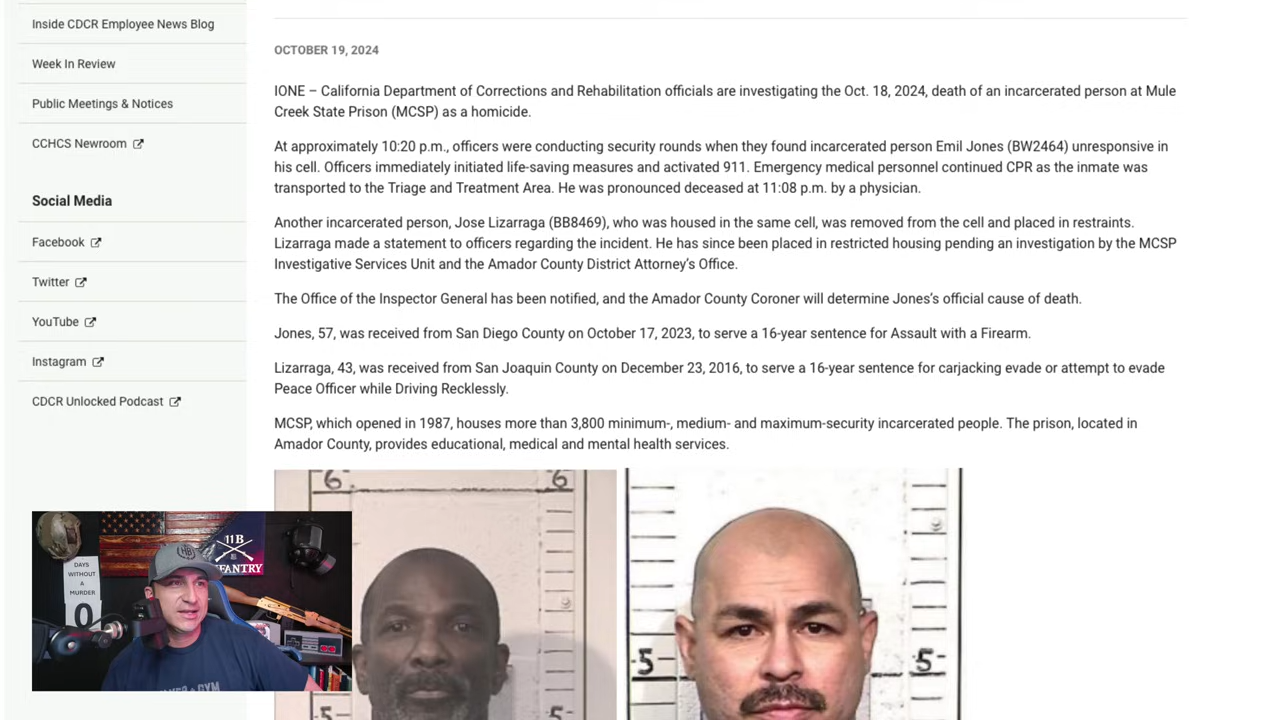 Inside CDCR Employee News Blog
Week In Review
Public Meetings & Notices
CCHCS Newroom
Social Media
Facebook
Twitter
YouTube
Instagram
CDCR Unlocked Podcast
OCTOBER 19, 2024
IONE – California Department of Corrections and Rehabilitation officials are investigating the Oct. 18, 2024, death of an incarcerated person at Mule
Creek State Prison (MCSP) as a homicide.
At approximately 10:20 p.m., officers were conducting security rounds when they found incarcerated person Emil Jones (BW2464) unresponsive in
his cell. Officers immediately initiated life-saving measures and activated 911. Emergency medical personnel continued CPR as the inmate was
transported to the Triage and Treatment Area. He was pronounced deceased at 11:08 p.m. by a physician.
Another incarcerated person, Jose Lizarraga (BB8469), who was housed in the same cell, was removed from the cell and placed in restraints.
Lizarraga made a statement to officers regarding the incident. He has since been placed in restricted housing pending an investigation by the MCSP
Investigative Services Unit and the Amador County District Attorney's Office.
The Office of the Inspector General has been notified, and the Amador County Coroner will determine Jones's official cause of death.
Jones, 57, was received from San Diego County on October 17, 2023, to serve a 16-year sentence for Assault with a Firearm.
Lizarraga, 43, was received from San Joaquin County on December 23, 2016, to serve a 16-year sentence for carjacking evade or attempt to evade
Peace Officer while Driving Recklessly.
MCSP, which opened in 1987, houses more than 3,800 minimum-, medium- and maximum-security incarcerated people. The prison, located in
Amador County, provides educational, medical and mental health services.
6 6
5 5
5 5
DAYS
WITHOUT
A
MURDER
0
11B